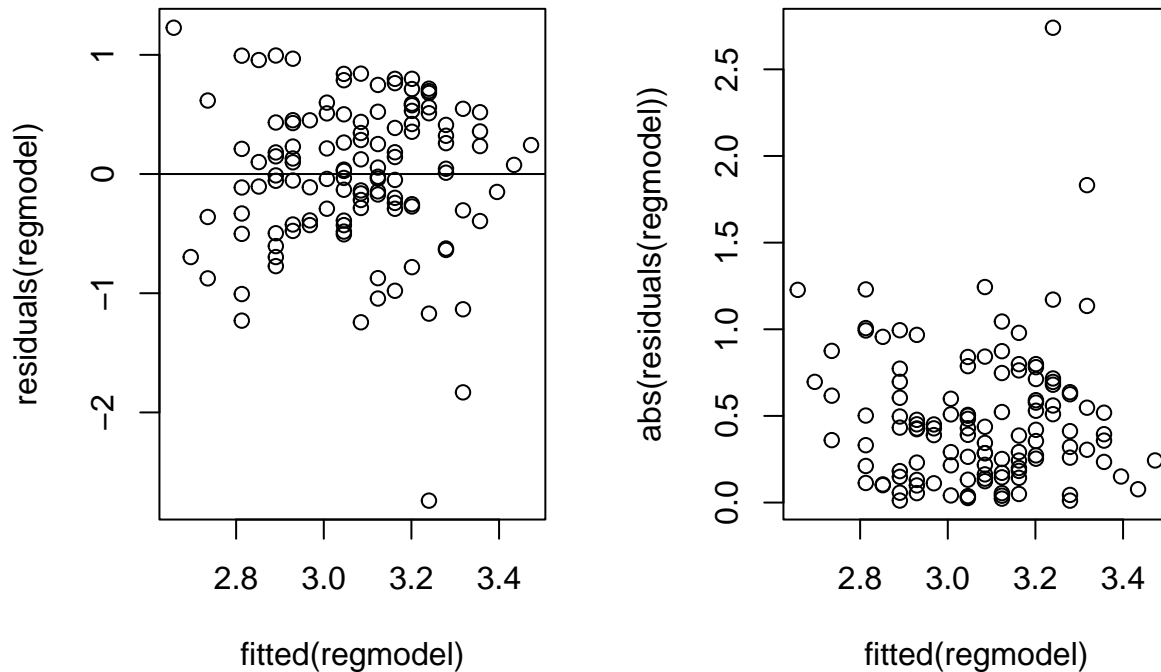 1
0
−1
−2
residuals(regmodel)
2.8 3.0 3.2 3.4
fitted(regmodel)
2.5
2.0
1.5
1.0
0.5
0.0
abs(residuals(regmodel))
2.8 3.0 3.2 3.4
fitted(regmodel)